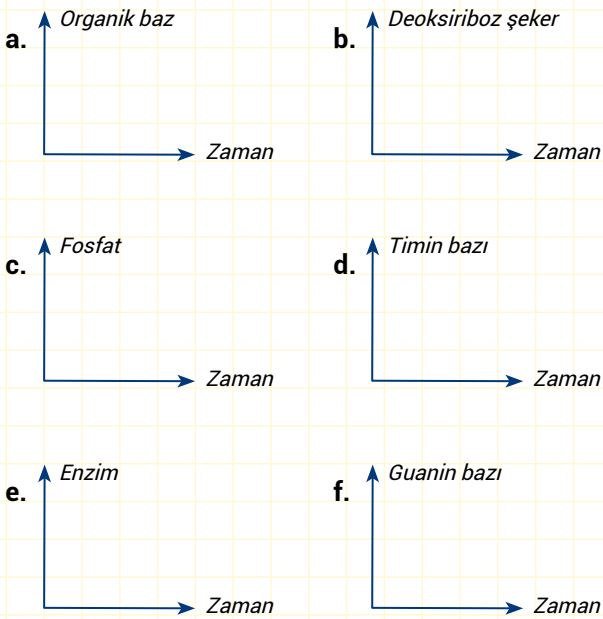 a. Organik baz
Zaman
b. Deoksiriboz şeker
Zaman
c. Fosfat
Zaman
d. Timin bazı
Zaman
e. Enzim
Zaman
f. Guanin bazı
Zaman